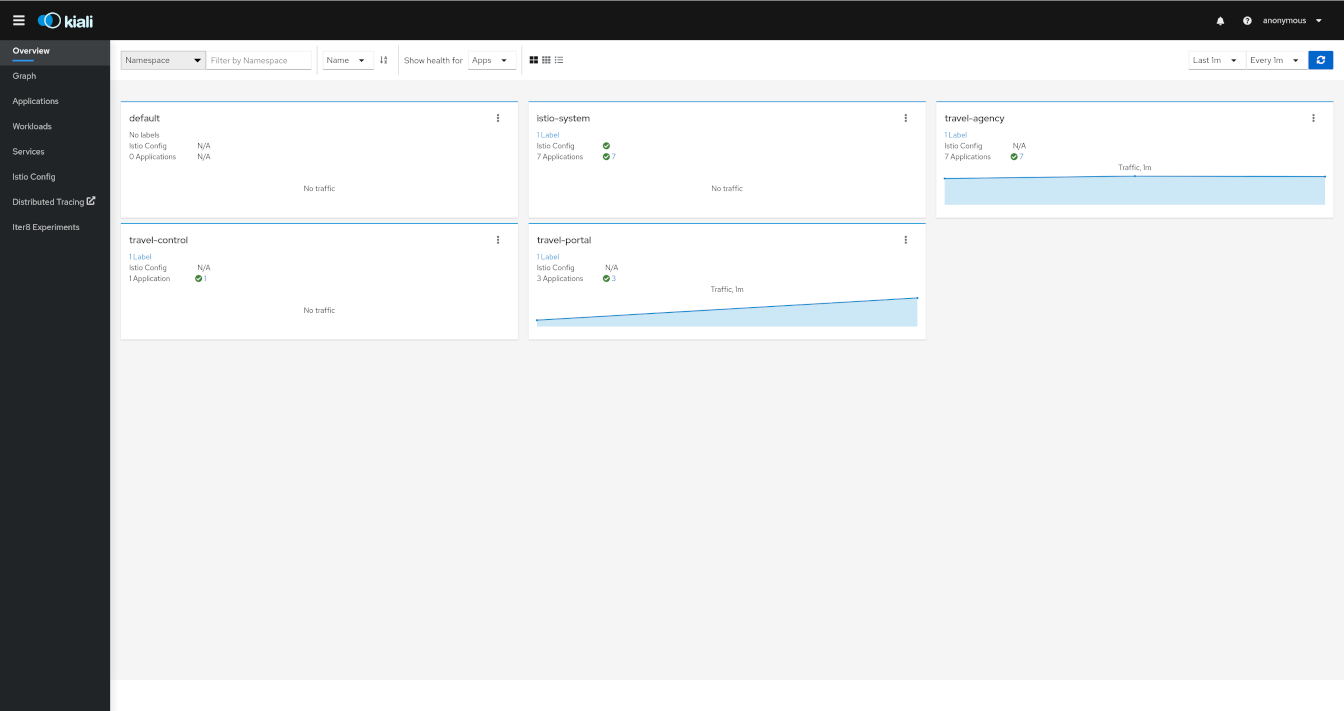 kiali
anonymous
Overview
Graph
Applications
Workloads
Services
Istio Config
Distributed Tracing
Iter8 Experiments
Namespace Filter by Namespace Name Show health for Apps Last 1m Every 1m
default
No labels
Istio Config N/A
0 Applications N/A
No traffic
istio-system
1 Label
Istio Config
7 Applications 7
No traffic
travel-agency
1 Label
Istio Config N/A
7 Applications 7
Traffic, 1m
travel-control
1 Label
Istio Config N/A
1 Application 1
No traffic
travel-portal
1 Label
Istio Config N/A
3 Applications 3
Traffic, 1m